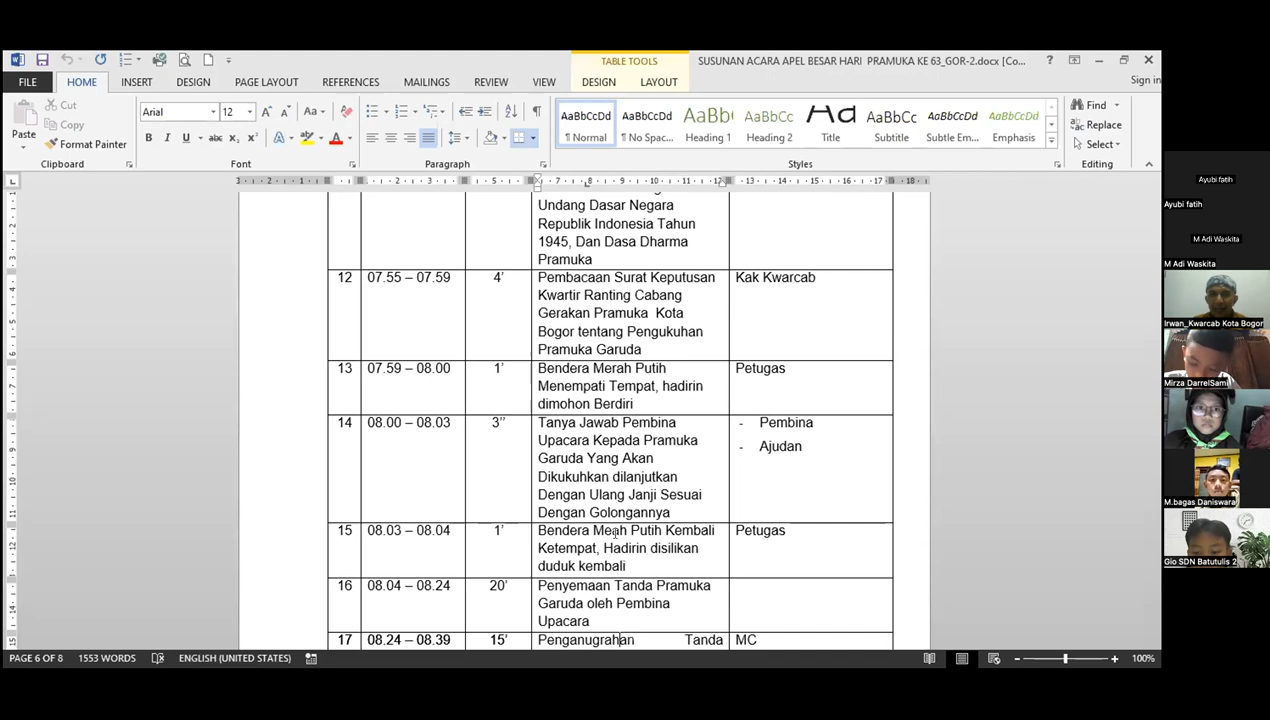 TABLE TOOLS
SUSUNAN ACARA APEL BESAR HARI PRAMUKA KE 63_GOR-2.docx [Co...
FILE HOME INSERT DESIGN PAGE LAYOUT REFERENCES MAILINGS REVIEW VIEW DESIGN LAYOUT Sign in
Paste
Cut
Copy
Format Painter
Clipboard
Arial 12
Font
Paragraph
AaBbCcDd AaBbCcDd AaBbC AaBbCc Aa AaBbCc AaBbCcDd AaBbCcDd
¶ Normal ¶ No Spac... Heading 1 Heading 2 Title Subtitle Subtle Em... Emphasis
Styles
Find
Replace
Select
Editing
Undang Dasar Negara
Republik Indonesia Tahun
1945, Dan Dasa Dharma
Pramuka
12 07.55 – 07.59 4’ Pembacaan Surat Keputusan Kak Kwarcab
Kwartir Ranting Cabang
Gerakan Pramuka Kota
Bogor tentang Pengukuhan
Pramuka Garuda
13 07.59 – 08.00 1’ Bendera Merah Putih Petugas
Menempati Tempat, hadirin
dimohon Berdiri
14 08.00 – 08.03 3’’ Tanya Jawab Pembina - Pembina
Upacara Kepada Pramuka - Ajudan
Garuda Yang Akan
Dikukuhkan dilanjutkan
Dengan Ulang Janji Sesuai
Dengan Golongannya
15 08.03 – 08.04 1’ Bendera Meah Putih Kembali Petugas
Ketempat, Hadirin disilikan
duduk kembali
16 08.04 – 08.24 20’ Penyemaan Tanda Pramuka
Garuda oleh Pembina
Upacara
17 08.24 – 08.39 15’ Penganugrahan Tanda MC
PAGE 6 OF 8 1553 WORDS ENGLISH (UNITED STATES) 100%
Ayubi fatih
Ayubi fatih
M Adi Waskita
M Adi Waskita
Irwan_Kwarcab Kota Bogor
Mirza DarrelSami
M.bagas Daniswara
Gio SDN Batutulis 2